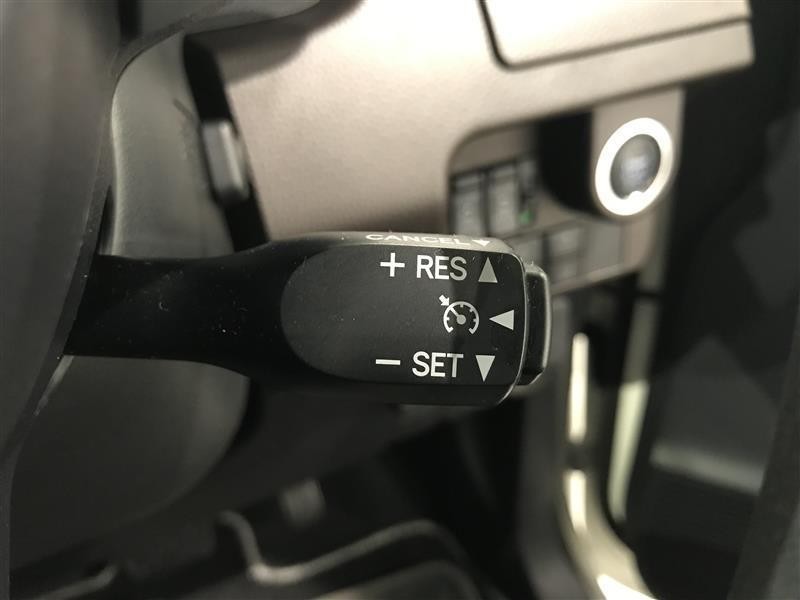 CANCEL ▼
+ RES ▲
◀
− SET ▼